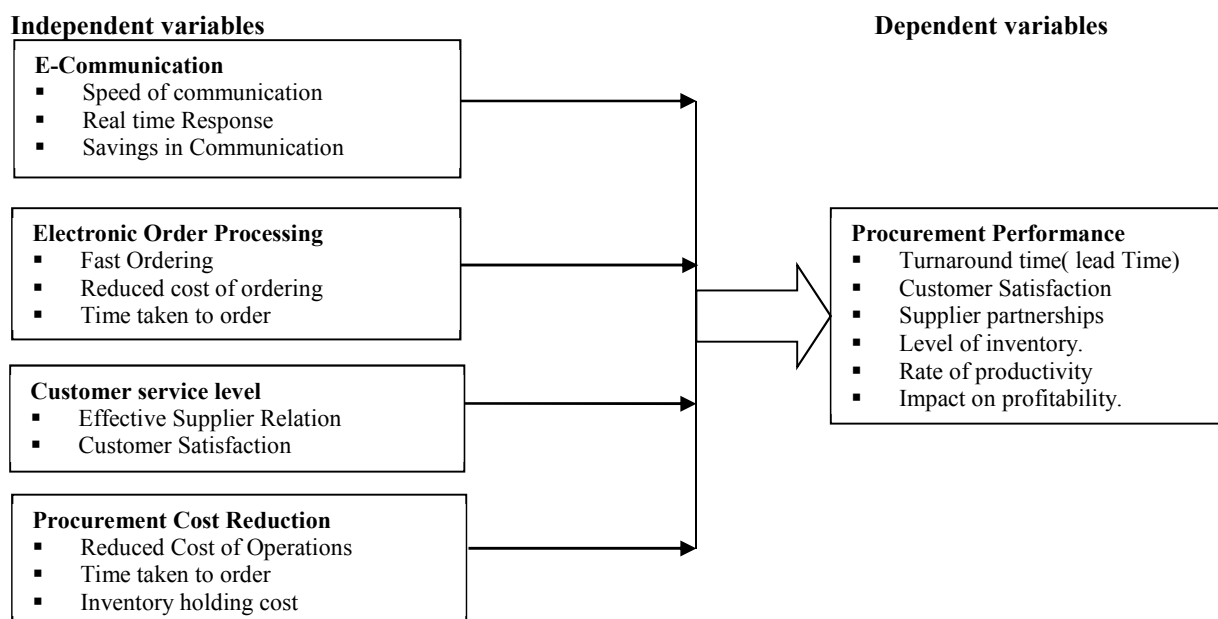 Independent variables
Dependent variables
E-Communication
▪ Speed of communication
▪ Real time Response
▪ Savings in Communication
Electronic Order Processing
▪ Fast Ordering
▪ Reduced cost of ordering
▪ Time taken to order
Customer service level
▪ Effective Supplier Relation
▪ Customer Satisfaction
Procurement Cost Reduction
▪ Reduced Cost of Operations
▪ Time taken to order
▪ Inventory holding cost
Procurement Performance
▪ Turnaround time( lead Time)
▪ Customer Satisfaction
▪ Supplier partnerships
▪ Level of inventory.
▪ Rate of productivity
▪ Impact on profitability.